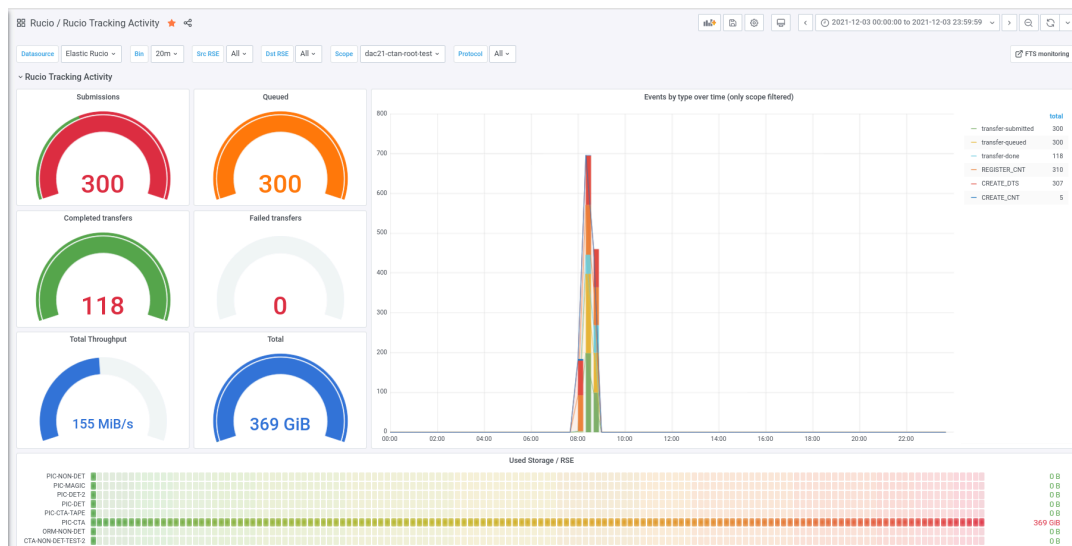 Rucio / Rucio Tracking Activity
2021-12-03 00:00:00 to 2021-12-03 23:59:59
Datasource Elastic Rucio Bin 20m Src RSE All Dst RSE All Scope dac21-ctan-root-test Protocol All FTS monitoring
Rucio Tracking Activity
Submissions
300
Queued
300
Completed transfers
118
Failed transfers
0
Total Throughput
155 MiB/s
Total
369 GiB
Events by type over time (only scope filtered)
800
700
600
500
400
300
200
100
0
00:00 02:00 04:00 06:00 08:00 10:00 12:00 14:00 16:00 18:00 20:00 22:00
total
transfer-submitted 300
transfer-queued 300
transfer-done 118
REGISTER_CNT 310
CREATE_DTS 307
CREATE_CNT 5
Used Storage / RSE
PIC-NON-DET 0 B
PIC-MAGIC 0 B
PIC-DET-2 0 B
PIC-DET 0 B
PIC-CTA-TAPE 0 B
PIC-CTA 369 GiB
ORM-NON-DET 0 B
CTA-NON-DET-TEST-2 0 B